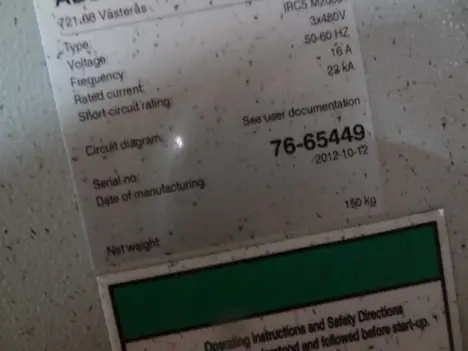 721 68 Västerås
Type: IRC5 M2004
Voltage: 3x480V
Frequency 50-60 HZ
Rated current: 16 A
Short circuit rating: 22 kA
Circuit diagram: See user documentation
Serial no: 76-65449
Date of manufacturing: 2012-10-12
Net weight 150 kg
Operating Instructions and Safety Directions
and followed before start-up.